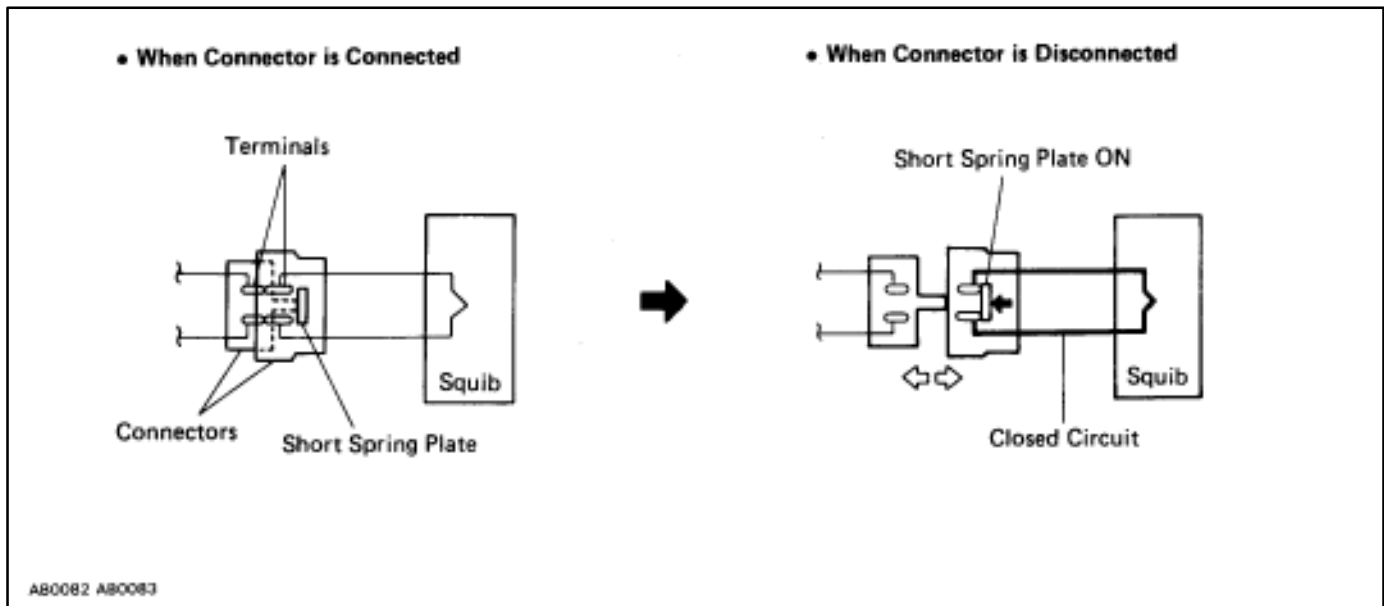 • When Connector is Connected
Terminals
Squib
Connectors
Short Spring Plate
• When Connector is Disconnected
Short Spring Plate ON
Squib
Closed Circuit
AB0082 AB0083